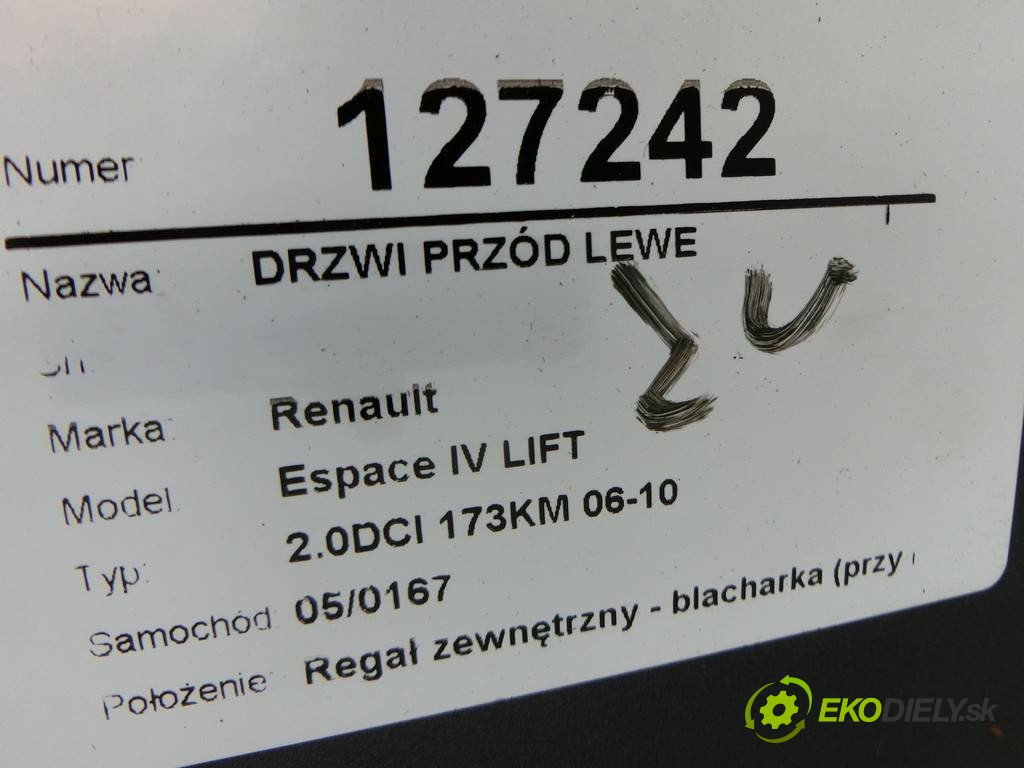 Numer 127242
Nazwa: DRZWI PRZÓD LEWE
Marka: Renault
Model: Espace IV LIFT
Typ: 2.0DCI 173KM 06-10
Samochód: 05/0167
Położenie: Regał zewnętrzny - blacharka (przy
EKODIELY.sk